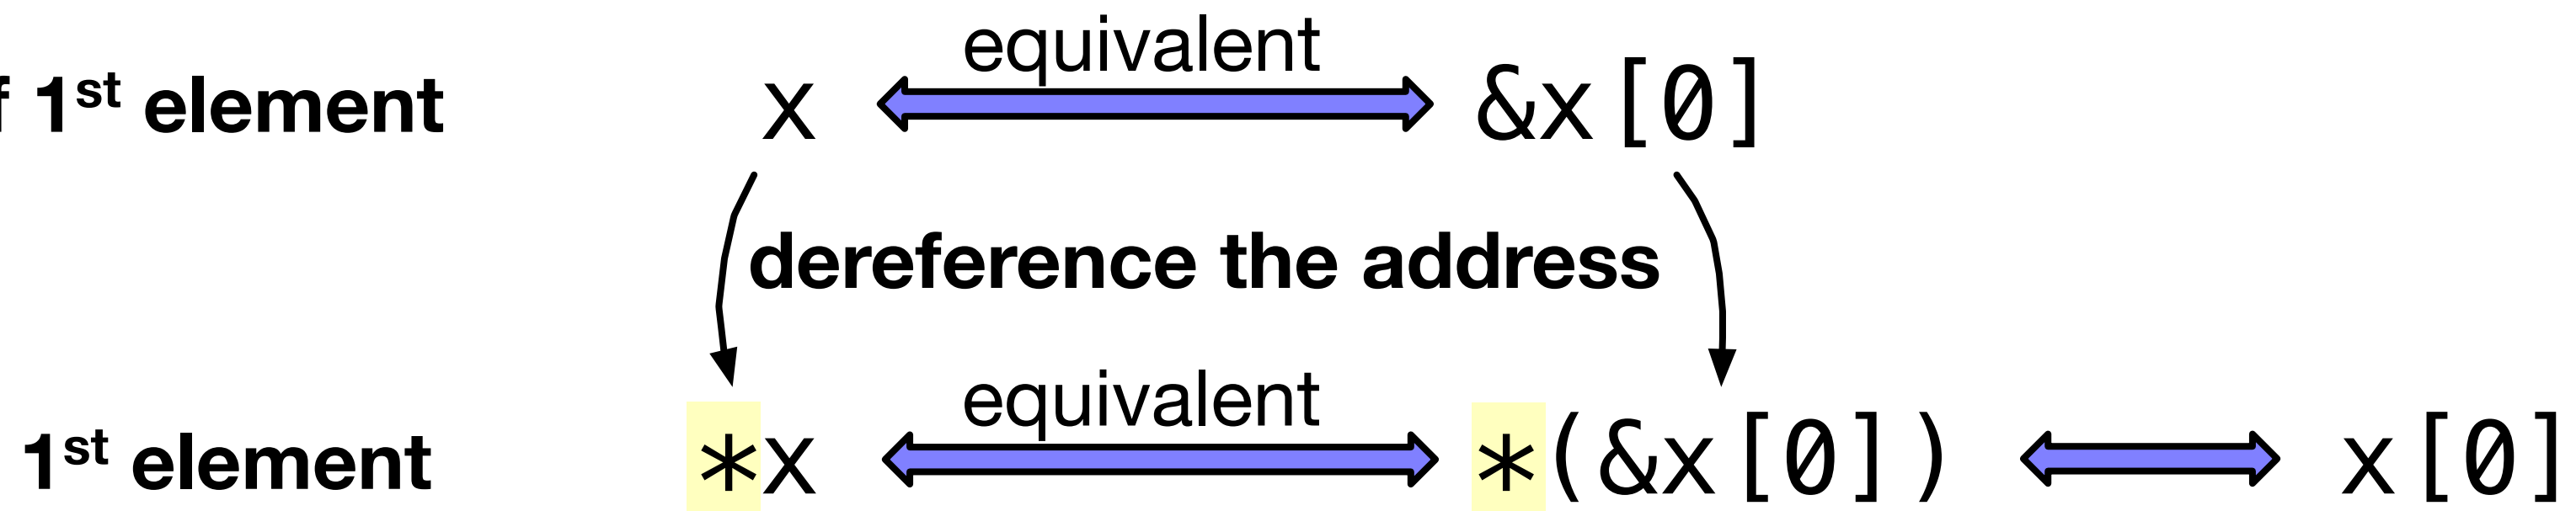 equivalent
f 1st element x &x[0]
dereference the address
equivalent
1st element *x *(&x[0]) x[0]